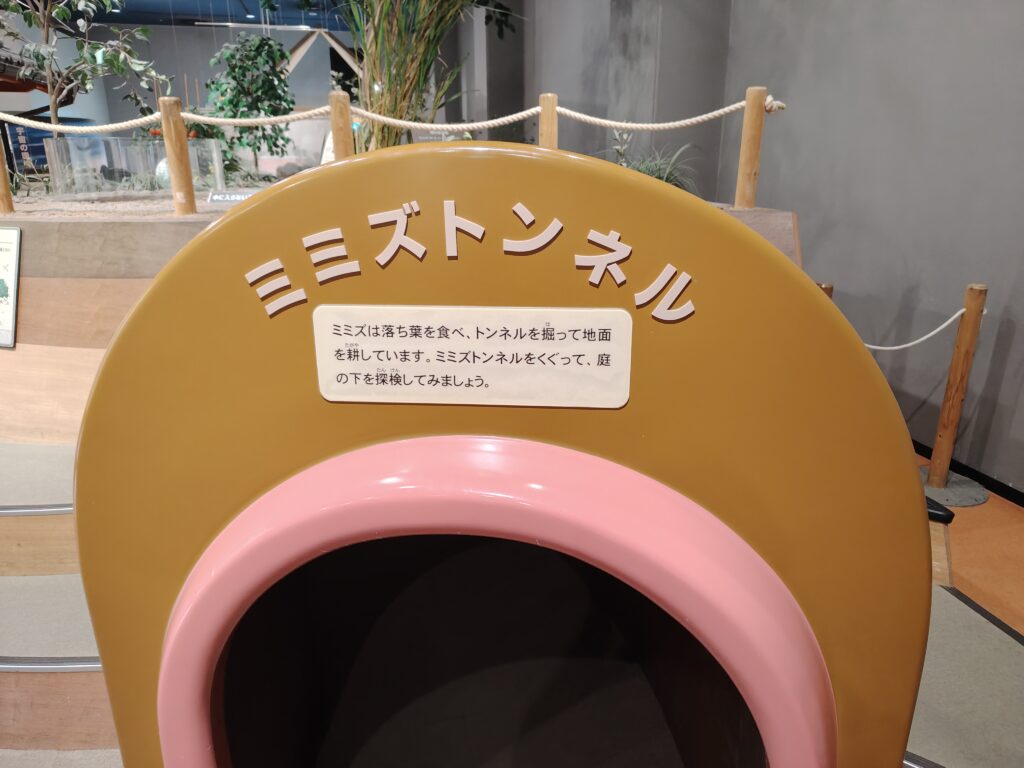 ミミズトンネル
ミミズは落ち葉を食べ、トンネルを掘って地面
を耕しています。ミミズトンネルをくぐって、庭
の下を探検してみましょう。